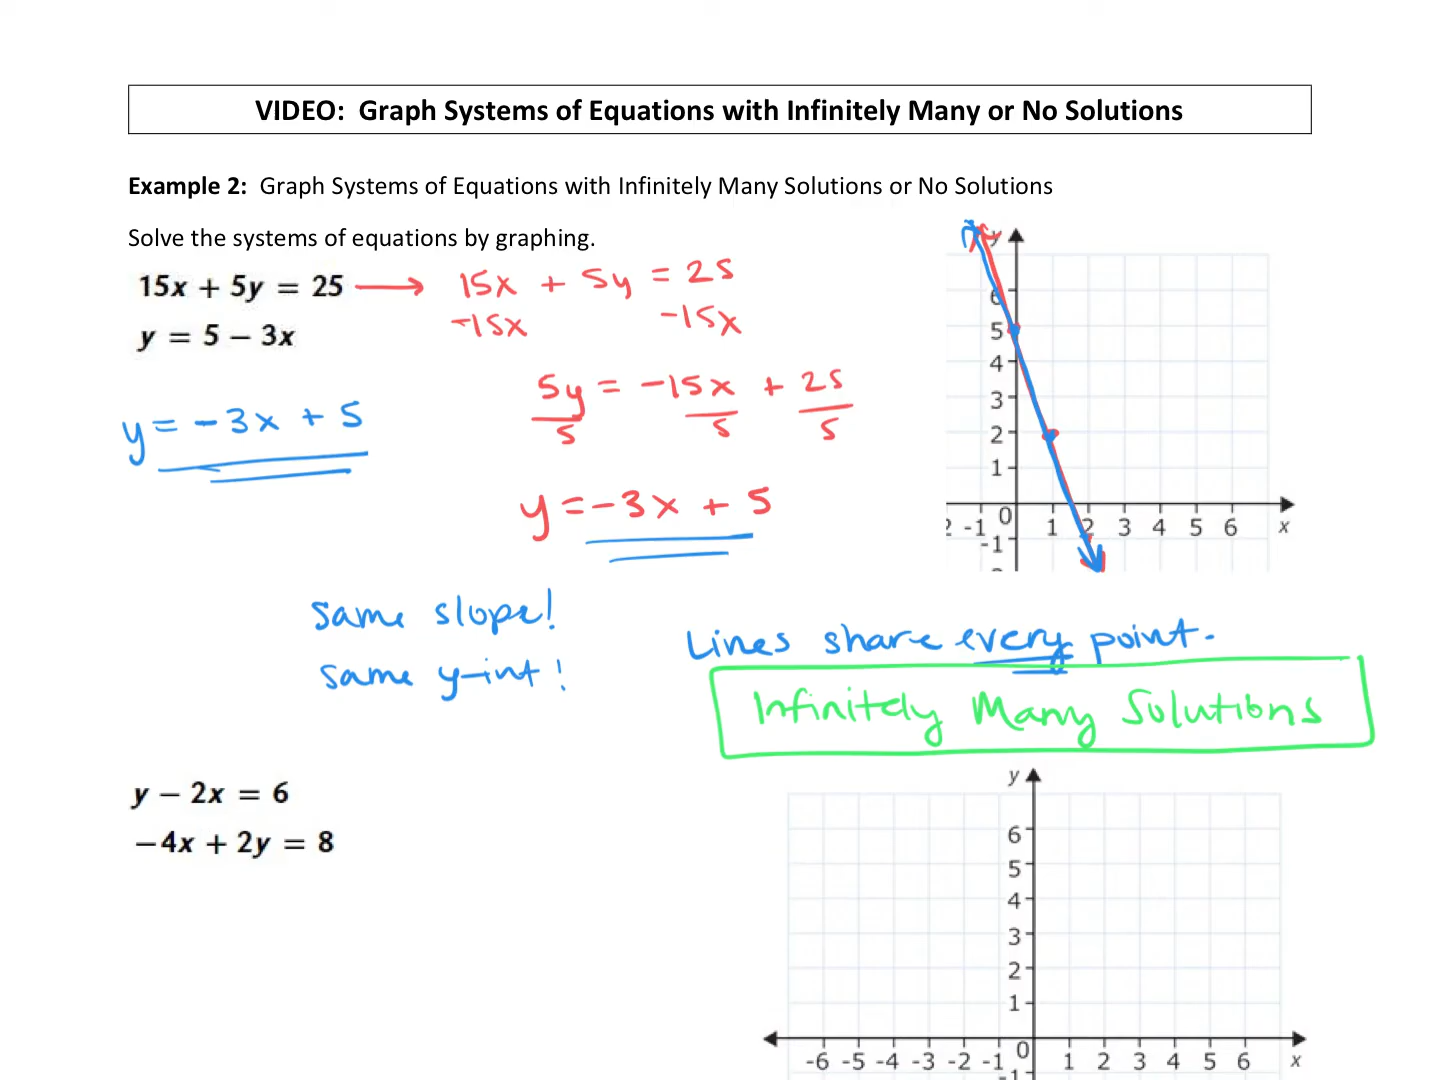 VIDEO:  Graph Systems of Equations with Infinitely Many or No Solutions
Example 2:  Graph Systems of Equations with Infinitely Many Solutions or No Solutions
Solve the systems of equations by graphing.
15x + 5y = 25 → 15x + 5y = 25
-15x -15x
y = 5 − 3x
5y = -15x + 25
5 5 5
y = -3x + 5
y = -3x + 5
same slope!
same y-int!
y
6
5
4
3
2
1
-1 0 1 2 3 4 5 6 x
-1
Lines share every point.
Infinitely Many Solutions
y − 2x = 6
−4x + 2y = 8
y
6
5
4
3
2
1
0
-6 -5 -4 -3 -2 -1 1 2 3 4 5 6 x
-1